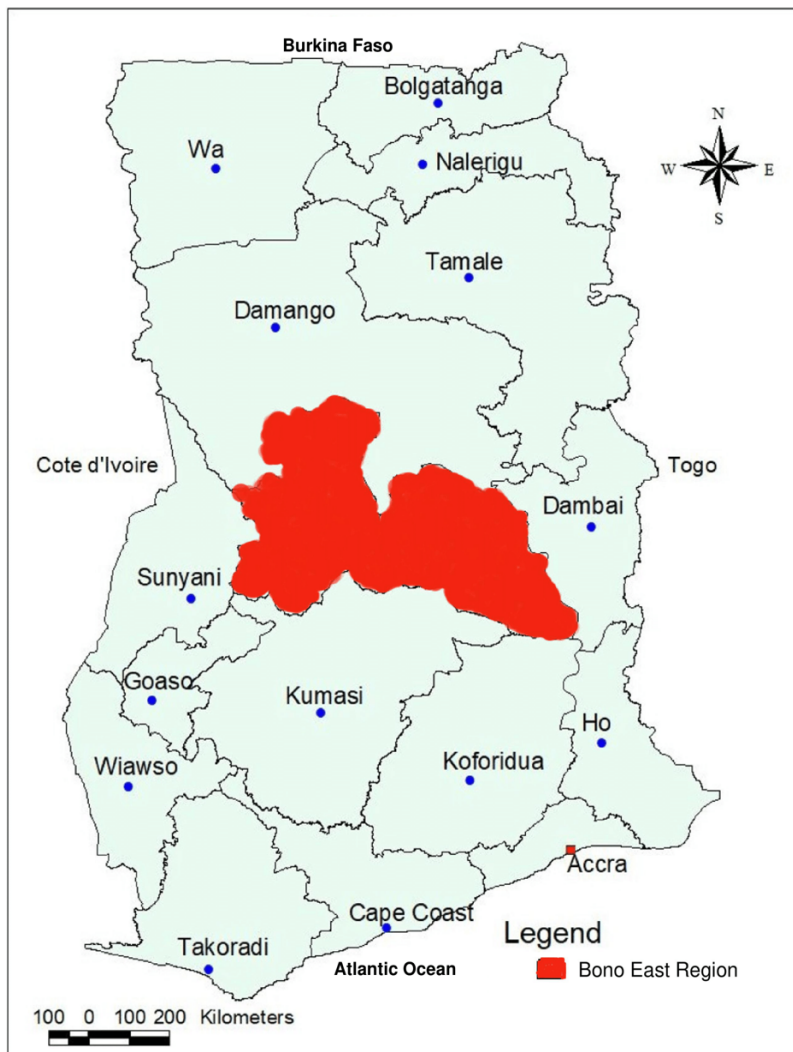 Burkina Faso
Bolgatanga
N
Wa
Nalerigu
W
E
S
Tamale
Damango
Cote d'Ivoire
Togo
Dambai
Sunyani
Goaso
Kumasi
Ho
Wiawso
Koforidua
Accra
Cape Coast
Legend
Takoradi
Atlantic Ocean
Bono East Region
100 0 100 200 Kilometers